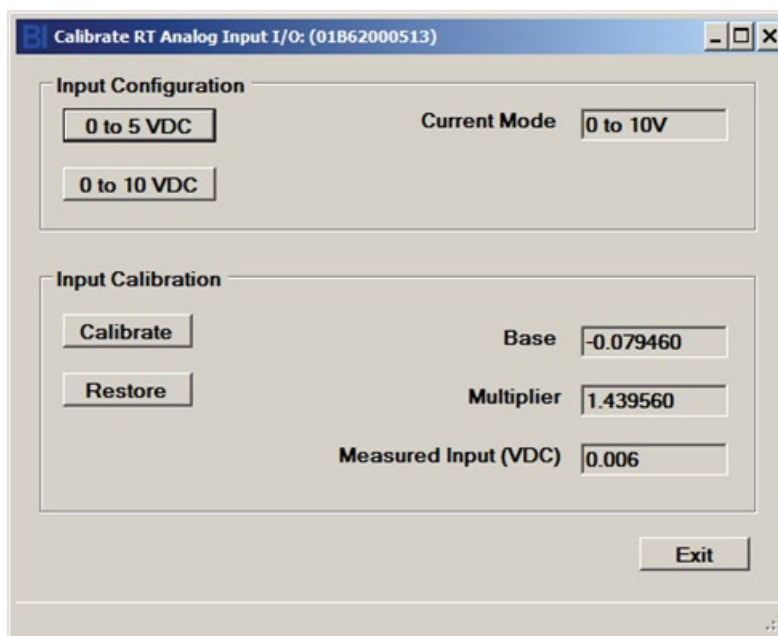 BI Calibrate RT Analog Input I/O: (01B62000513)
Input Configuration
0 to 5 VDC Current Mode 0 to 10V
0 to 10 VDC
Input Calibration
Calibrate
Base -0.079460
Restore
Multiplier 1.439560
Measured Input (VDC) 0.006
Exit